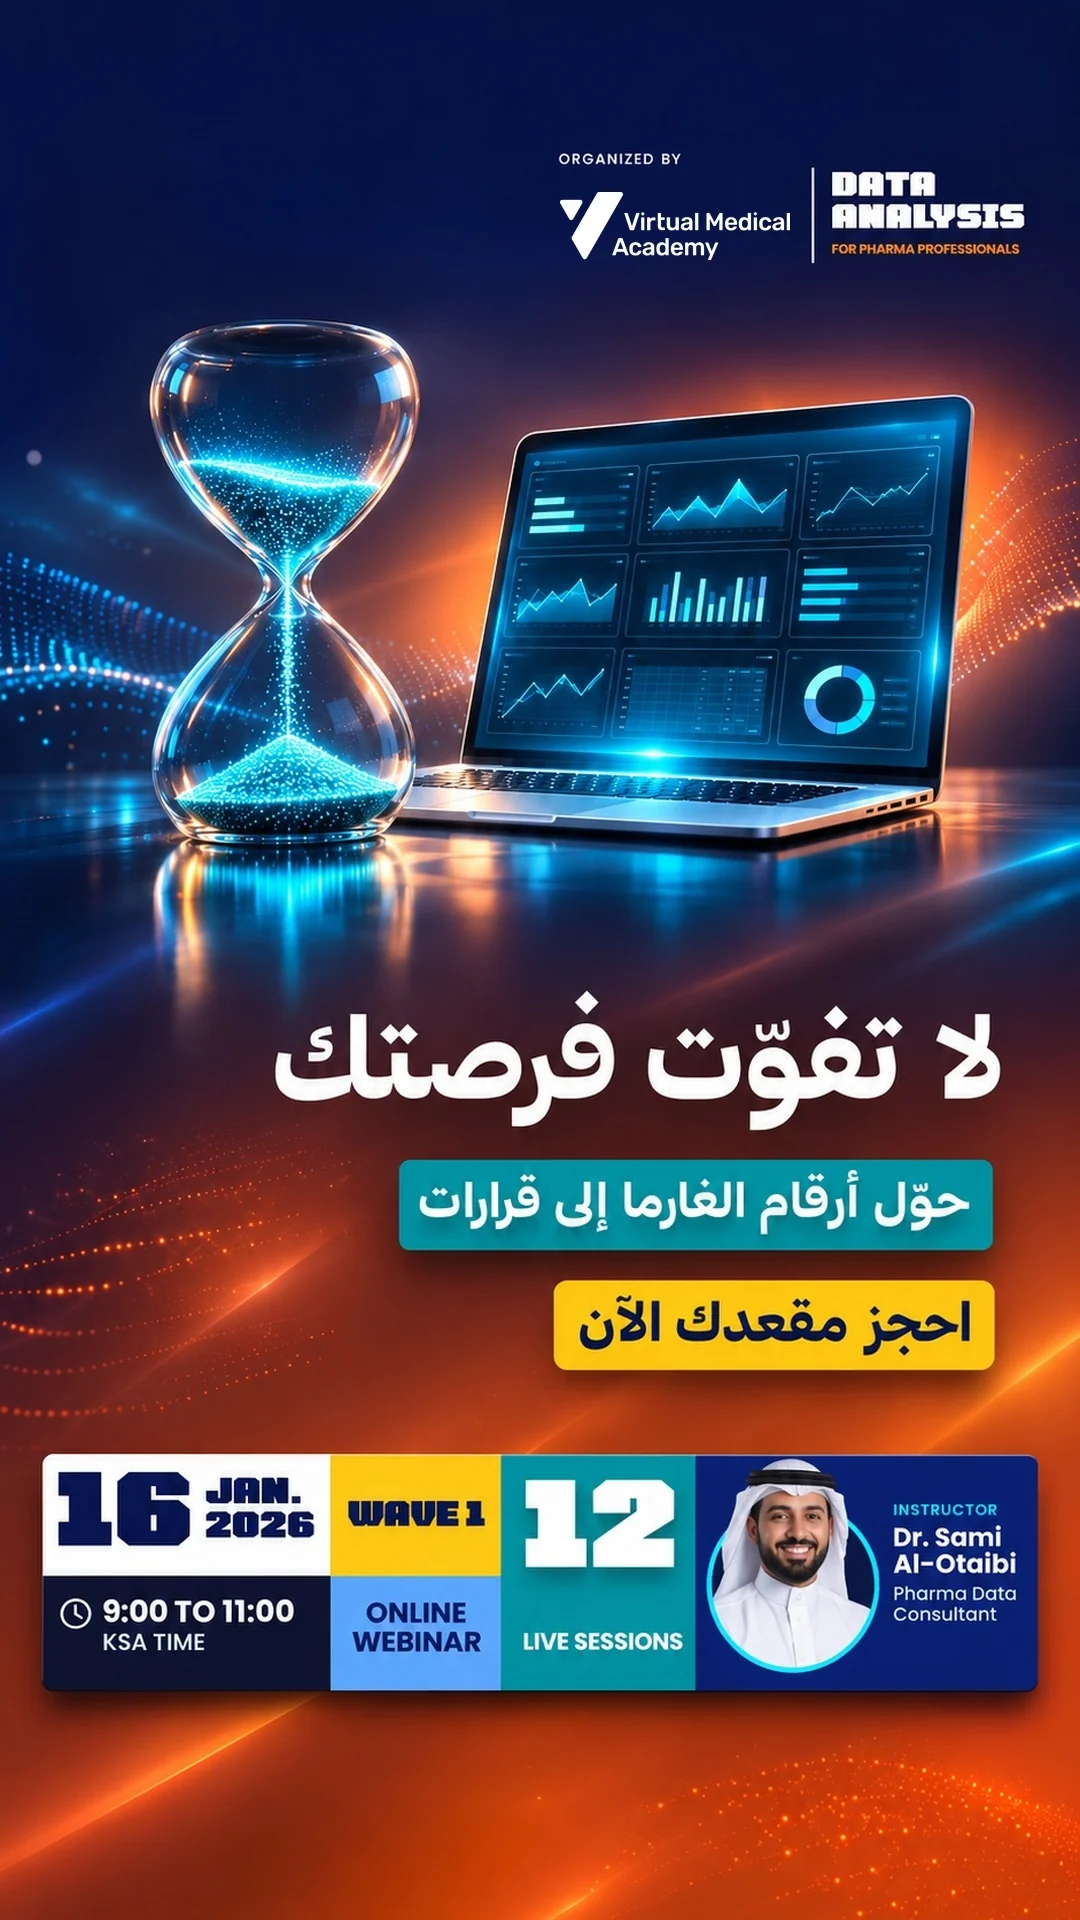 ORGANIZED BY
Virtual Medical
Academy
DATA
ANALYSIS
FOR PHARMA PROFESSIONALS
لا تفوّت فرصتك
حوّل أرقام الغارما إلى قرارات
احجز مقعدك الآن
16 JAN.
2026
9:00 TO 11:00
KSA TIME
WAVE 1
ONLINE
WEBINAR
12
LIVE SESSIONS
INSTRUCTOR
Dr. Sami
Al-Otaibi
Pharma Data
Consultant